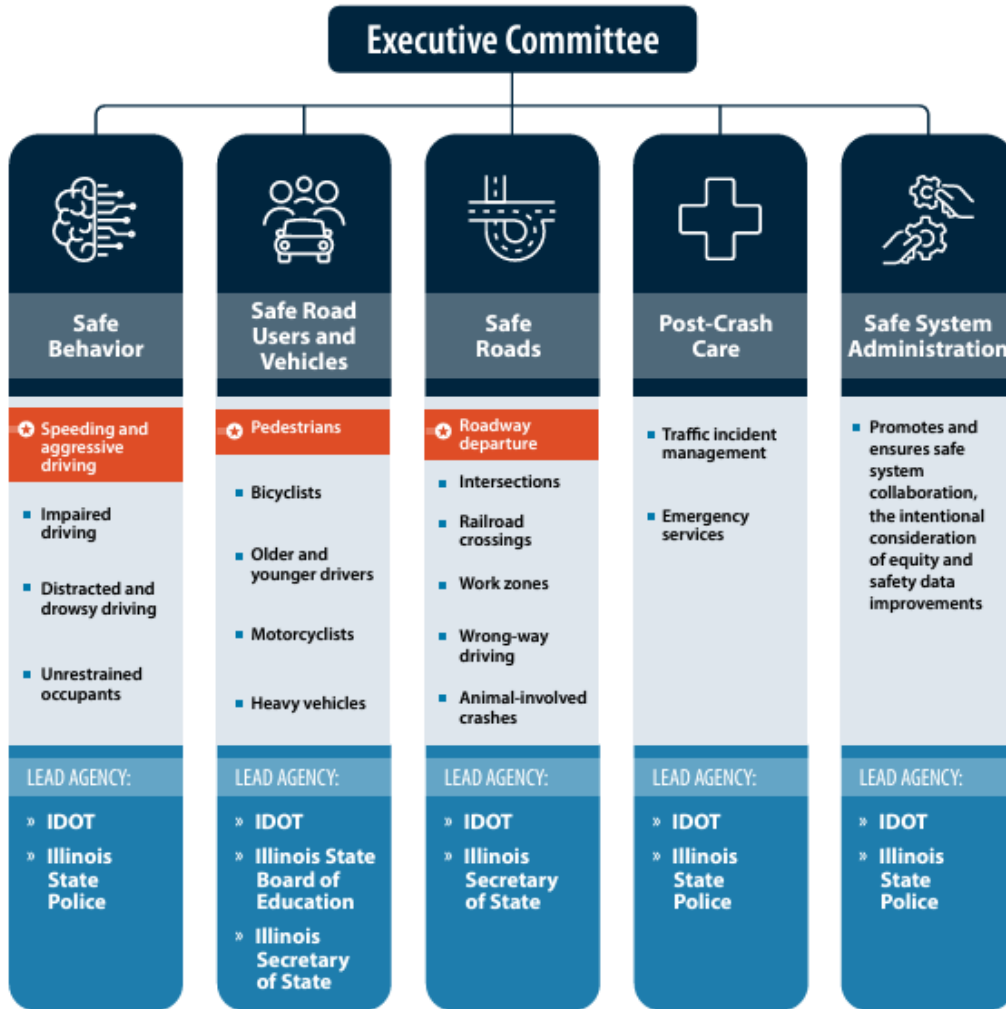 Executive Committee
Safe
Behavior
Speeding and
aggressive
driving
Impaired
driving
Distracted and
drowsy driving
Unrestrained
occupants
LEAD AGENCY:
» IDOT
» Illinois
State
Police
Safe Road
Users and
Vehicles
Pedestrians
Bicyclists
Older and
younger drivers
Motorcyclists
Heavy vehicles
LEAD AGENCY:
» IDOT
» Illinois State
Board of
Education
» Illinois
Secretary
of State
Safe
Roads
Roadway
departure
Intersections
Railroad
crossings
Work zones
Wrong-way
driving
Animal-involved
crashes
LEAD AGENCY:
» IDOT
» Illinois
Secretary
of State
Post-Crash
Care
Traffic incident
management
Emergency
services
LEAD AGENCY:
» IDOT
» Illinois
State
Police
Safe System
Administration
Promotes and
ensures safe
system
collaboration,
the intentional
consideration
of equity and
safety data
improvements
LEAD AGENCY:
» IDOT
» Illinois
State
Police